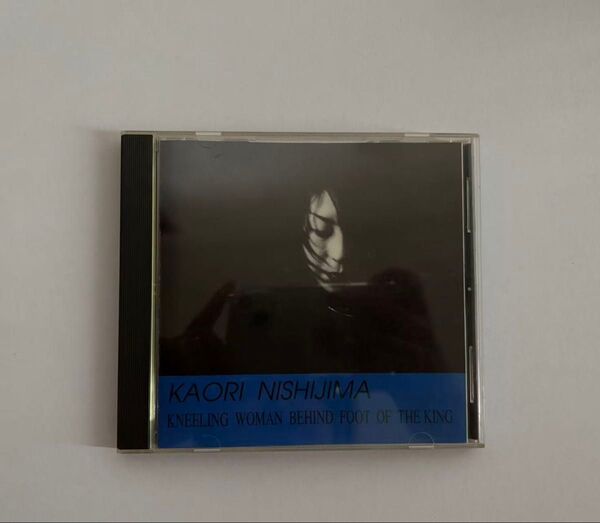 KAORI NISHIJIMA
KNEELING WOMAN BEHIND FOOT OF THE KING